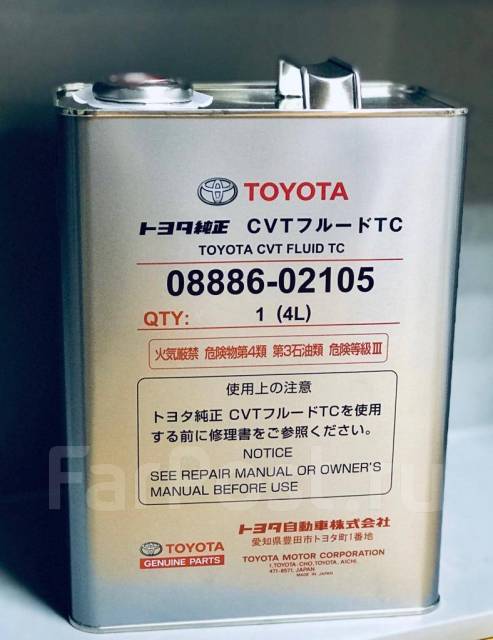 TOYOTA
トヨタ純正 CVTフルードTC
TOYOTA CVT FLUID TC
08886-02105
QTY: 1 (4L)
火気厳禁 危険物第4類 第3石油類 危険等級Ⅲ
使用上の注意
トヨタ純正 CVTフルードTCを使用
する前に修理書をご参照ください。
NOTICE
SEE REPAIR MANUAL OR OWNER'S
MANUAL BEFORE USE
トヨタ自動車株式会社
愛知県豊田市トヨタ町1番地
TOYOTA
GENUINE PARTS
TOYOTA MOTOR CORPORATION
1,TOYOTA-CHO,TOYOTA, AICHI,
471-8571, JAPAN
MADE IN JAPAN
FarPost.ru